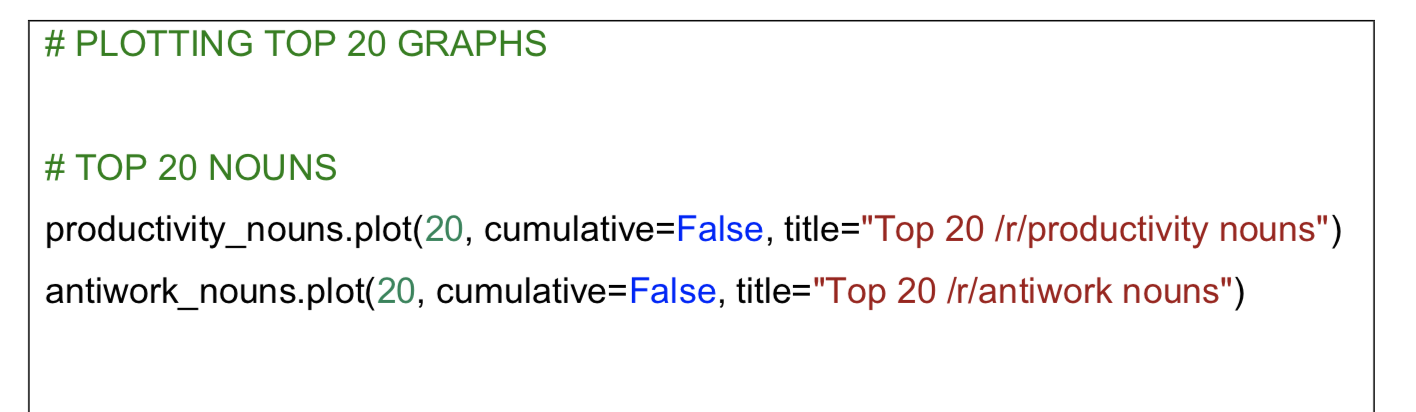 # PLOTTING TOP 20 GRAPHS
# TOP 20 NOUNS
productivity_nouns.plot(20, cumulative=False, title="Top 20 /r/productivity nouns")
antiwork_nouns.plot(20, cumulative=False, title="Top 20 /r/antiwork nouns")